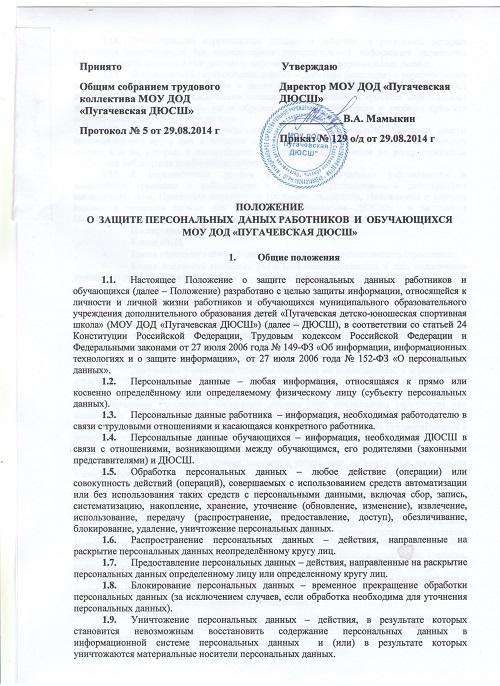 Принято
Утверждаю
Общим собранием трудового
коллектива МОУ ДОД
«Пугачевская ДЮСШ»
Директор МОУ ДОД «Пугачевская
ДЮСШ»
В.А. Мамыкин
Протокол № 5 от 29.08.2014 г
Приказ № 129 о/д от 29.08.2014 г
МОУ ДОД
"Пугачевская
ДЮСШ"
ПОЛОЖЕНИЕ
О ЗАЩИТЕ ПЕРСОНАЛЬНЫХ ДАНЫХ РАБОТНИКОВ И ОБУЧАЮЩИХСЯ
МОУ ДОД «ПУГАЧЕВСКАЯ ДЮСШ»
1. Общие положения
1.1. Настоящее Положение о защите персональных данных работников и
обучающихся (далее – Положение) разработано с целью защиты информации, относящейся к
личности и личной жизни работников и обучающихся муниципального образовательного
учреждения дополнительного образования детей «Пугачевская детско-юношеская спортивная
школа» (МОУ ДОД «Пугачевская ДЮСШ») (далее – ДЮСШ), в соответствии со статьей 24
Конституции Российской Федерации, Трудовым кодексом Российской Федерации и
Федеральными законами от 27 июля 2006 года № 149-ФЗ «Об информации, информационных
технологиях и о защите информации», от 27 июля 2006 года № 152-ФЗ «О персональных
данных».
1.2. Персональные данные – любая информация, относящаяся к прямо или
косвенно определённому или определяемому физическому лицу (субъекту персональных
данных).
1.3. Персональные данные работника – информация, необходимая работодателю в
связи с трудовыми отношениями и касающаяся конкретного работника.
1.4. Персональные данные обучающихся – информация, необходимая ДЮСШ в
связи с отношениями, возникающими между обучающимся, его родителями (законными
представителями) и ДЮСШ.
1.5. Обработка персональных данных – любое действие (операции) или
совокупность действий (операций), совершаемых с использованием средств автоматизации
или без использования таких средств с персональными данными, включая сбор, запись,
систематизацию, накопление, хранение, уточнение (обновление, изменение), извлечение,
использование, передачу (распространение, предоставление, доступ), обезличивание,
блокирование, удаление, уничтожение персональных данных.
1.6. Распространение персональных данных – действия, направленные на
раскрытие персональных данных неопределённому кругу лиц.
1.7. Предоставление персональных данных – действия, направленные на раскрытие
персональных данных определенному лицу или определенному кругу лиц.
1.8. Блокирование персональных данных – временное прекращение обработки
персональных данных (за исключением случаев, если обработка необходима для уточнения
персональных данных).
1.9. Уничтожение персональных данных – действия, в результате которых
становится невозможным восстановить содержание персональных данных в
информационной системе персональных данных и (или) в результате которых
уничтожаются материальные носители персональных данных.